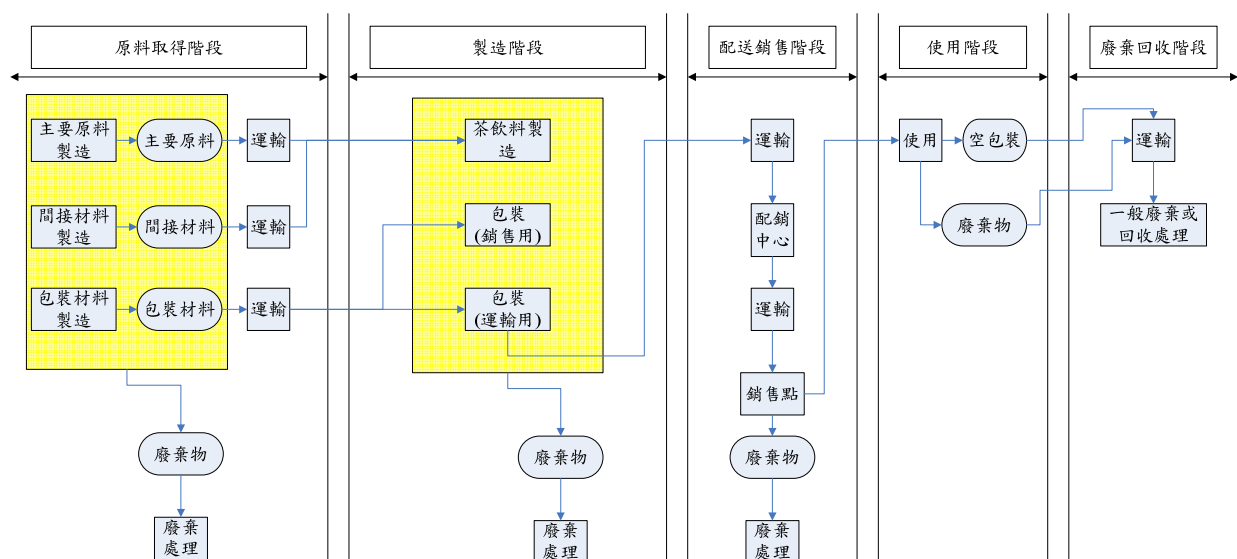 原料取得階段
製造階段
配送銷售階段
使用階段
廢棄回收階段
主要原料
製造
主要原料
運輸
間接材料
製造
間接材料
運輸
包裝材料
製造
包裝材料
運輸
廢棄物
廢棄
處理
茶飲料製
造
包裝
(銷售用)
包裝
(運輸用)
廢棄物
廢棄
處理
運輸
配銷
中心
運輸
銷售點
廢棄物
廢棄
處理
使用
空包裝
廢棄物
運輸
一般廢棄或
回收處理